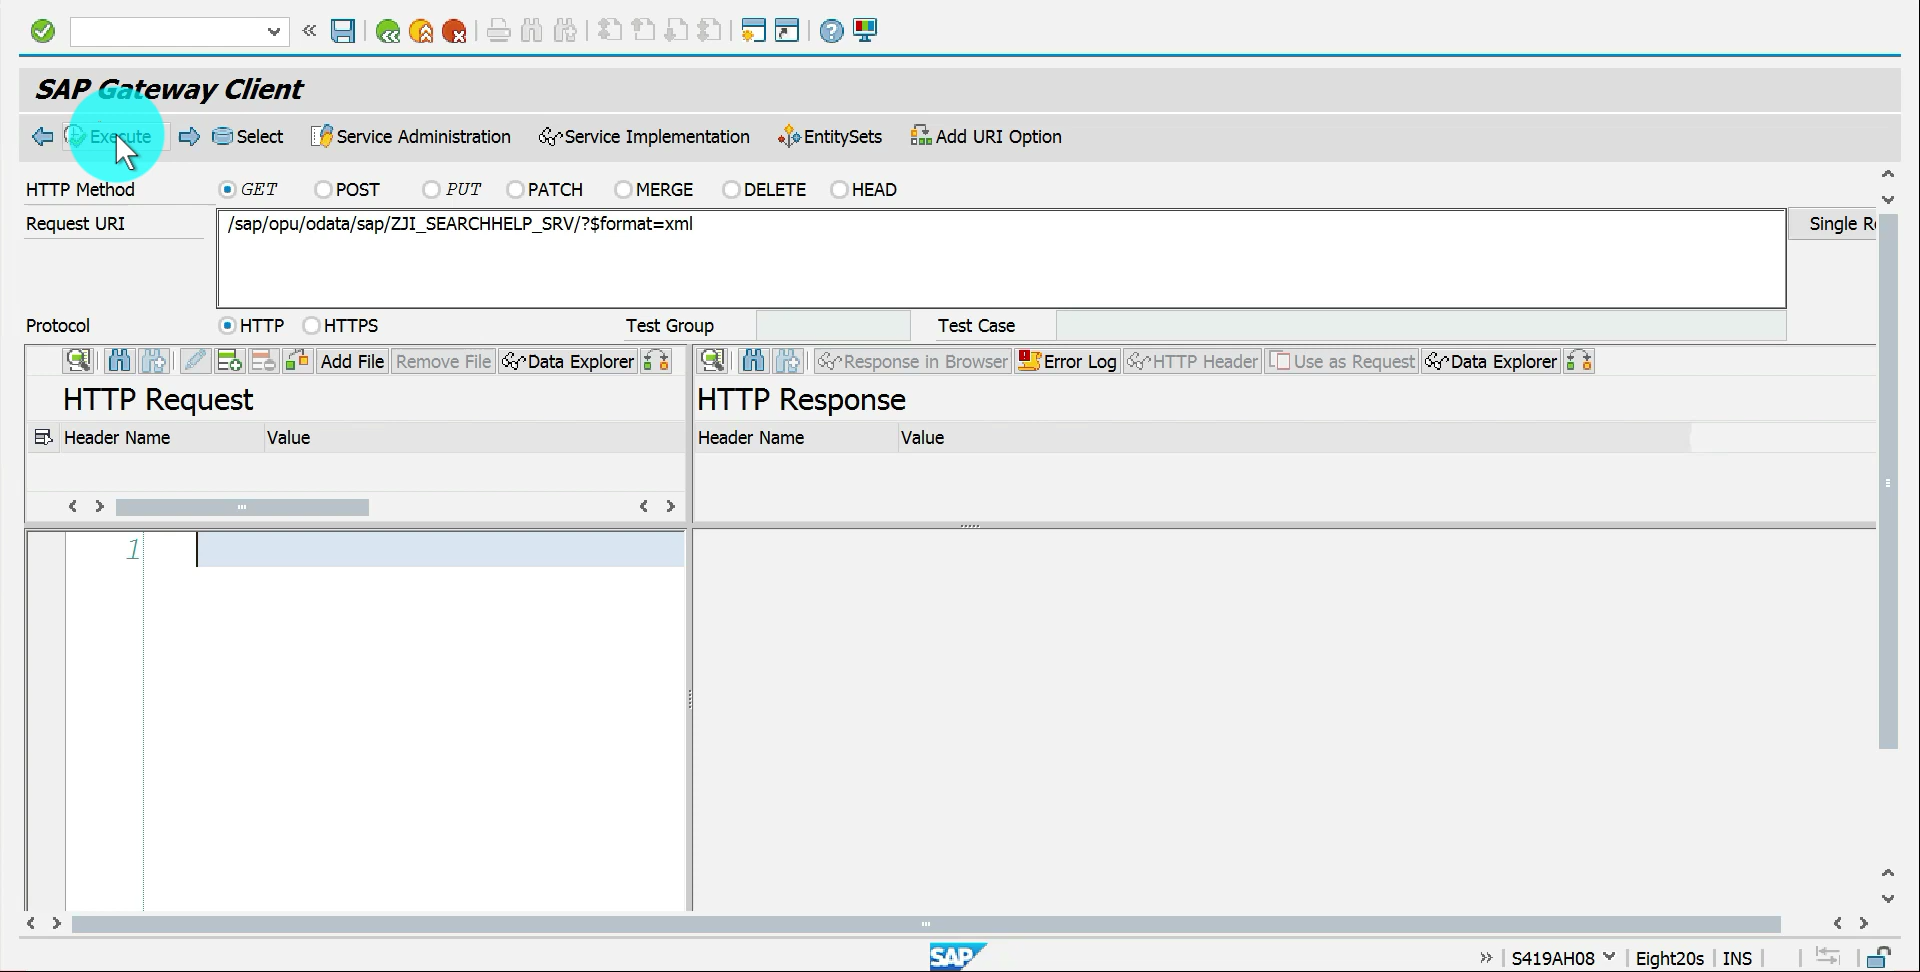 SAP Gateway Client
Execute Select Service Administration Service Implementation EntitySets Add URI Option
HTTP Method GET POST PUT PATCH MERGE DELETE HEAD
Request URI /sap/opu/odata/sap/ZJI_SEARCHHELP_SRV/?$format=xml Single Re
Protocol HTTP HTTPS Test Group Test Case
Add File Remove File Data Explorer Response in Browser Error Log HTTP Header Use as Request Data Explorer
HTTP Request HTTP Response
Header Name Value Header Name Value
1
SAP S419AH08 Eight20s INS